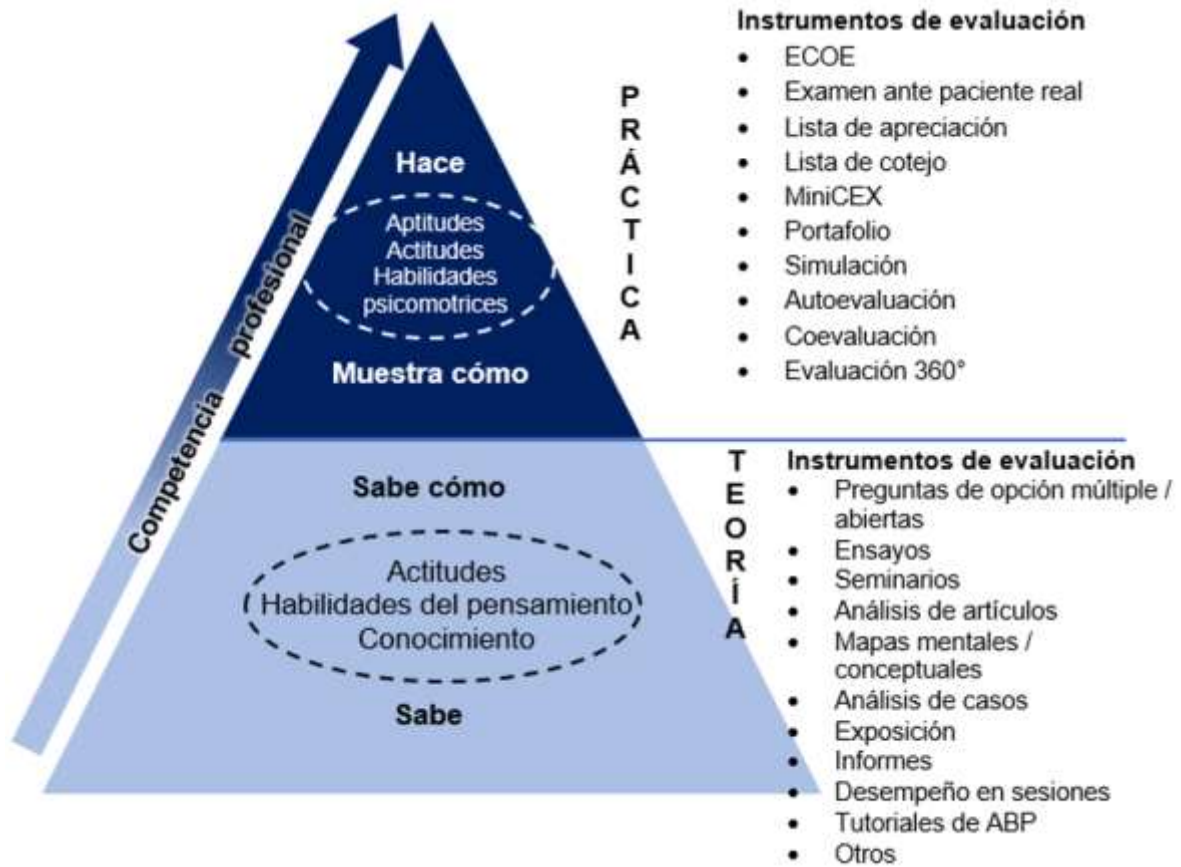 Competencia profesional
Hace
Aptitudes
Actitudes
Habilidades
psicomotrices
Muestra cómo
Sabe cómo
Actitudes
Habilidades del pensamiento
Conocimiento
Sabe
PRÁCTICA
Instrumentos de evaluación
• ECOE
• Examen ante paciente real
• Lista de apreciación
• Lista de cotejo
• MiniCEX
• Portafolio
• Simulación
• Autoevaluación
• Coevaluación
• Evaluación 360°
TEORÍA
Instrumentos de evaluación
• Preguntas de opción múltiple /
abiertas
• Ensayos
• Seminarios
• Análisis de artículos
• Mapas mentales /
conceptuales
• Análisis de casos
• Exposición
• Informes
• Desempeño en sesiones
• Tutoriales de ABP
• Otros